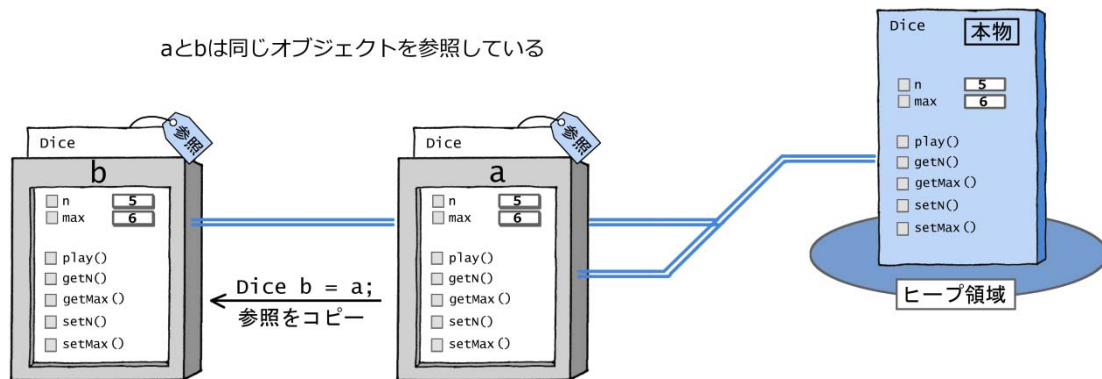 aとbは同じオブジェクトを参照している
Dice
参照
b
n 5
max 6
play()
getN()
getMax()
setN()
setMax()
Dice b = a;
参照をコピー
Dice
参照
a
n 5
max 6
play()
getN()
getMax()
setN()
setMax()
Dice 本物
n 5
max 6
play()
getN()
getMax()
setN()
setMax()
ヒープ領域